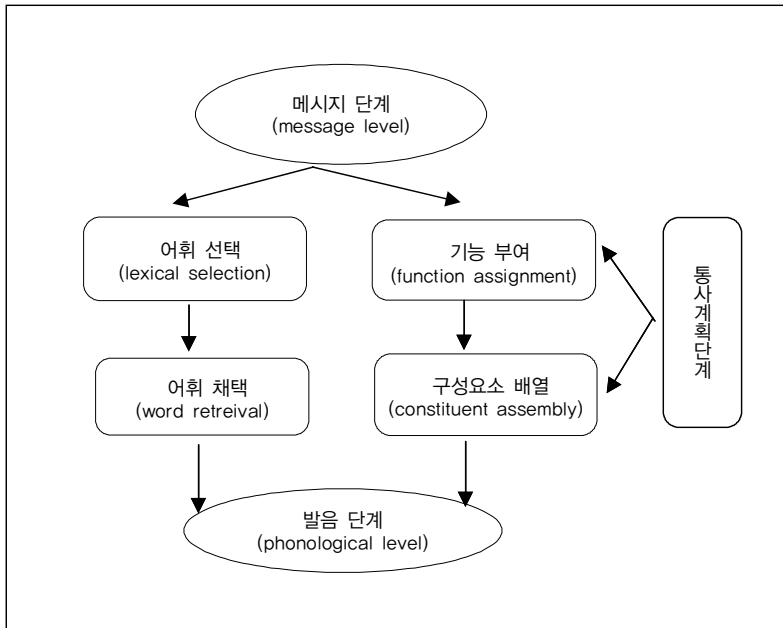 메시지 단계
(message level)
어휘 선택
(lexical selection)
기능 부여
(function assignment)
통사계획단계
어휘 채택
(word retreival)
구성요소 배열
(constituent assembly)
발음 단계
(phonological level)